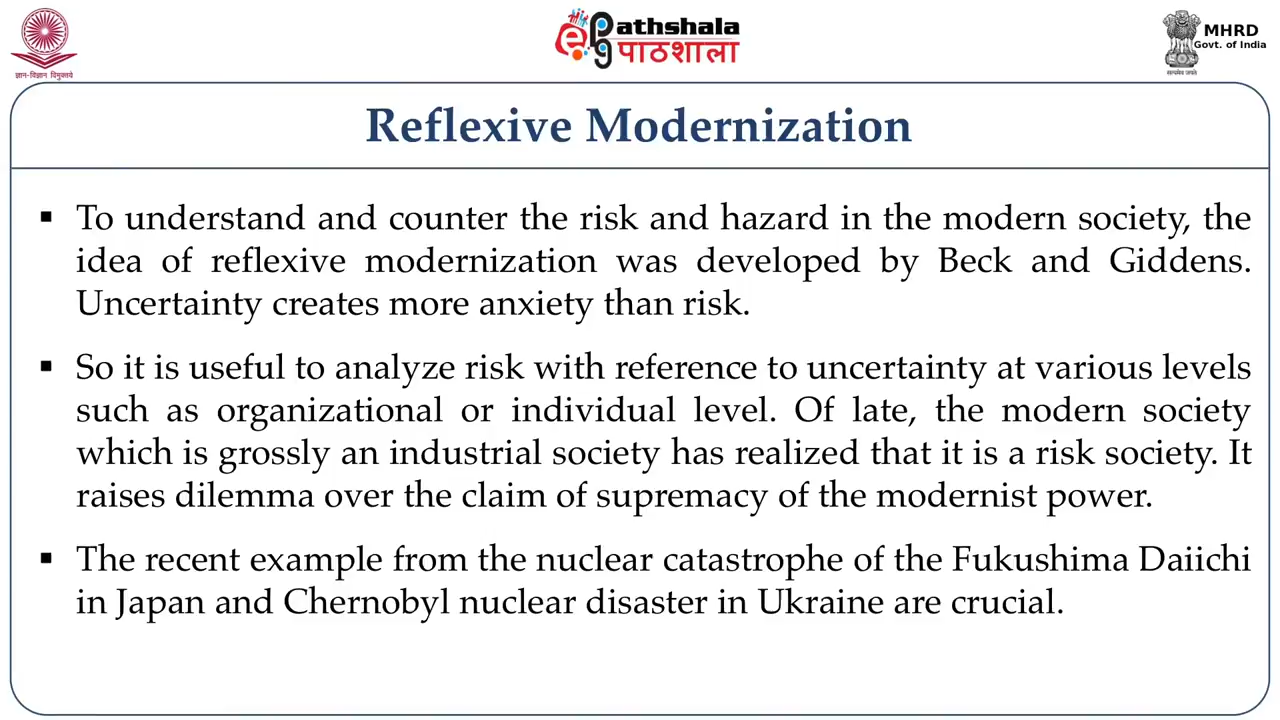 ज्ञान-विज्ञान विमुक्तये
ePathshala
पाठशाला
MHRD
Govt. of India
सत्यमेव जयते
Reflexive Modernization
▪ To understand and counter the risk and hazard in the modern society, the
idea of reflexive modernization was developed by Beck and Giddens.
Uncertainty creates more anxiety than risk.
▪ So it is useful to analyze risk with reference to uncertainty at various levels
such as organizational or individual level. Of late, the modern society
which is grossly an industrial society has realized that it is a risk society. It
raises dilemma over the claim of supremacy of the modernist power.
▪ The recent example from the nuclear catastrophe of the Fukushima Daiichi
in Japan and Chernobyl nuclear disaster in Ukraine are crucial.